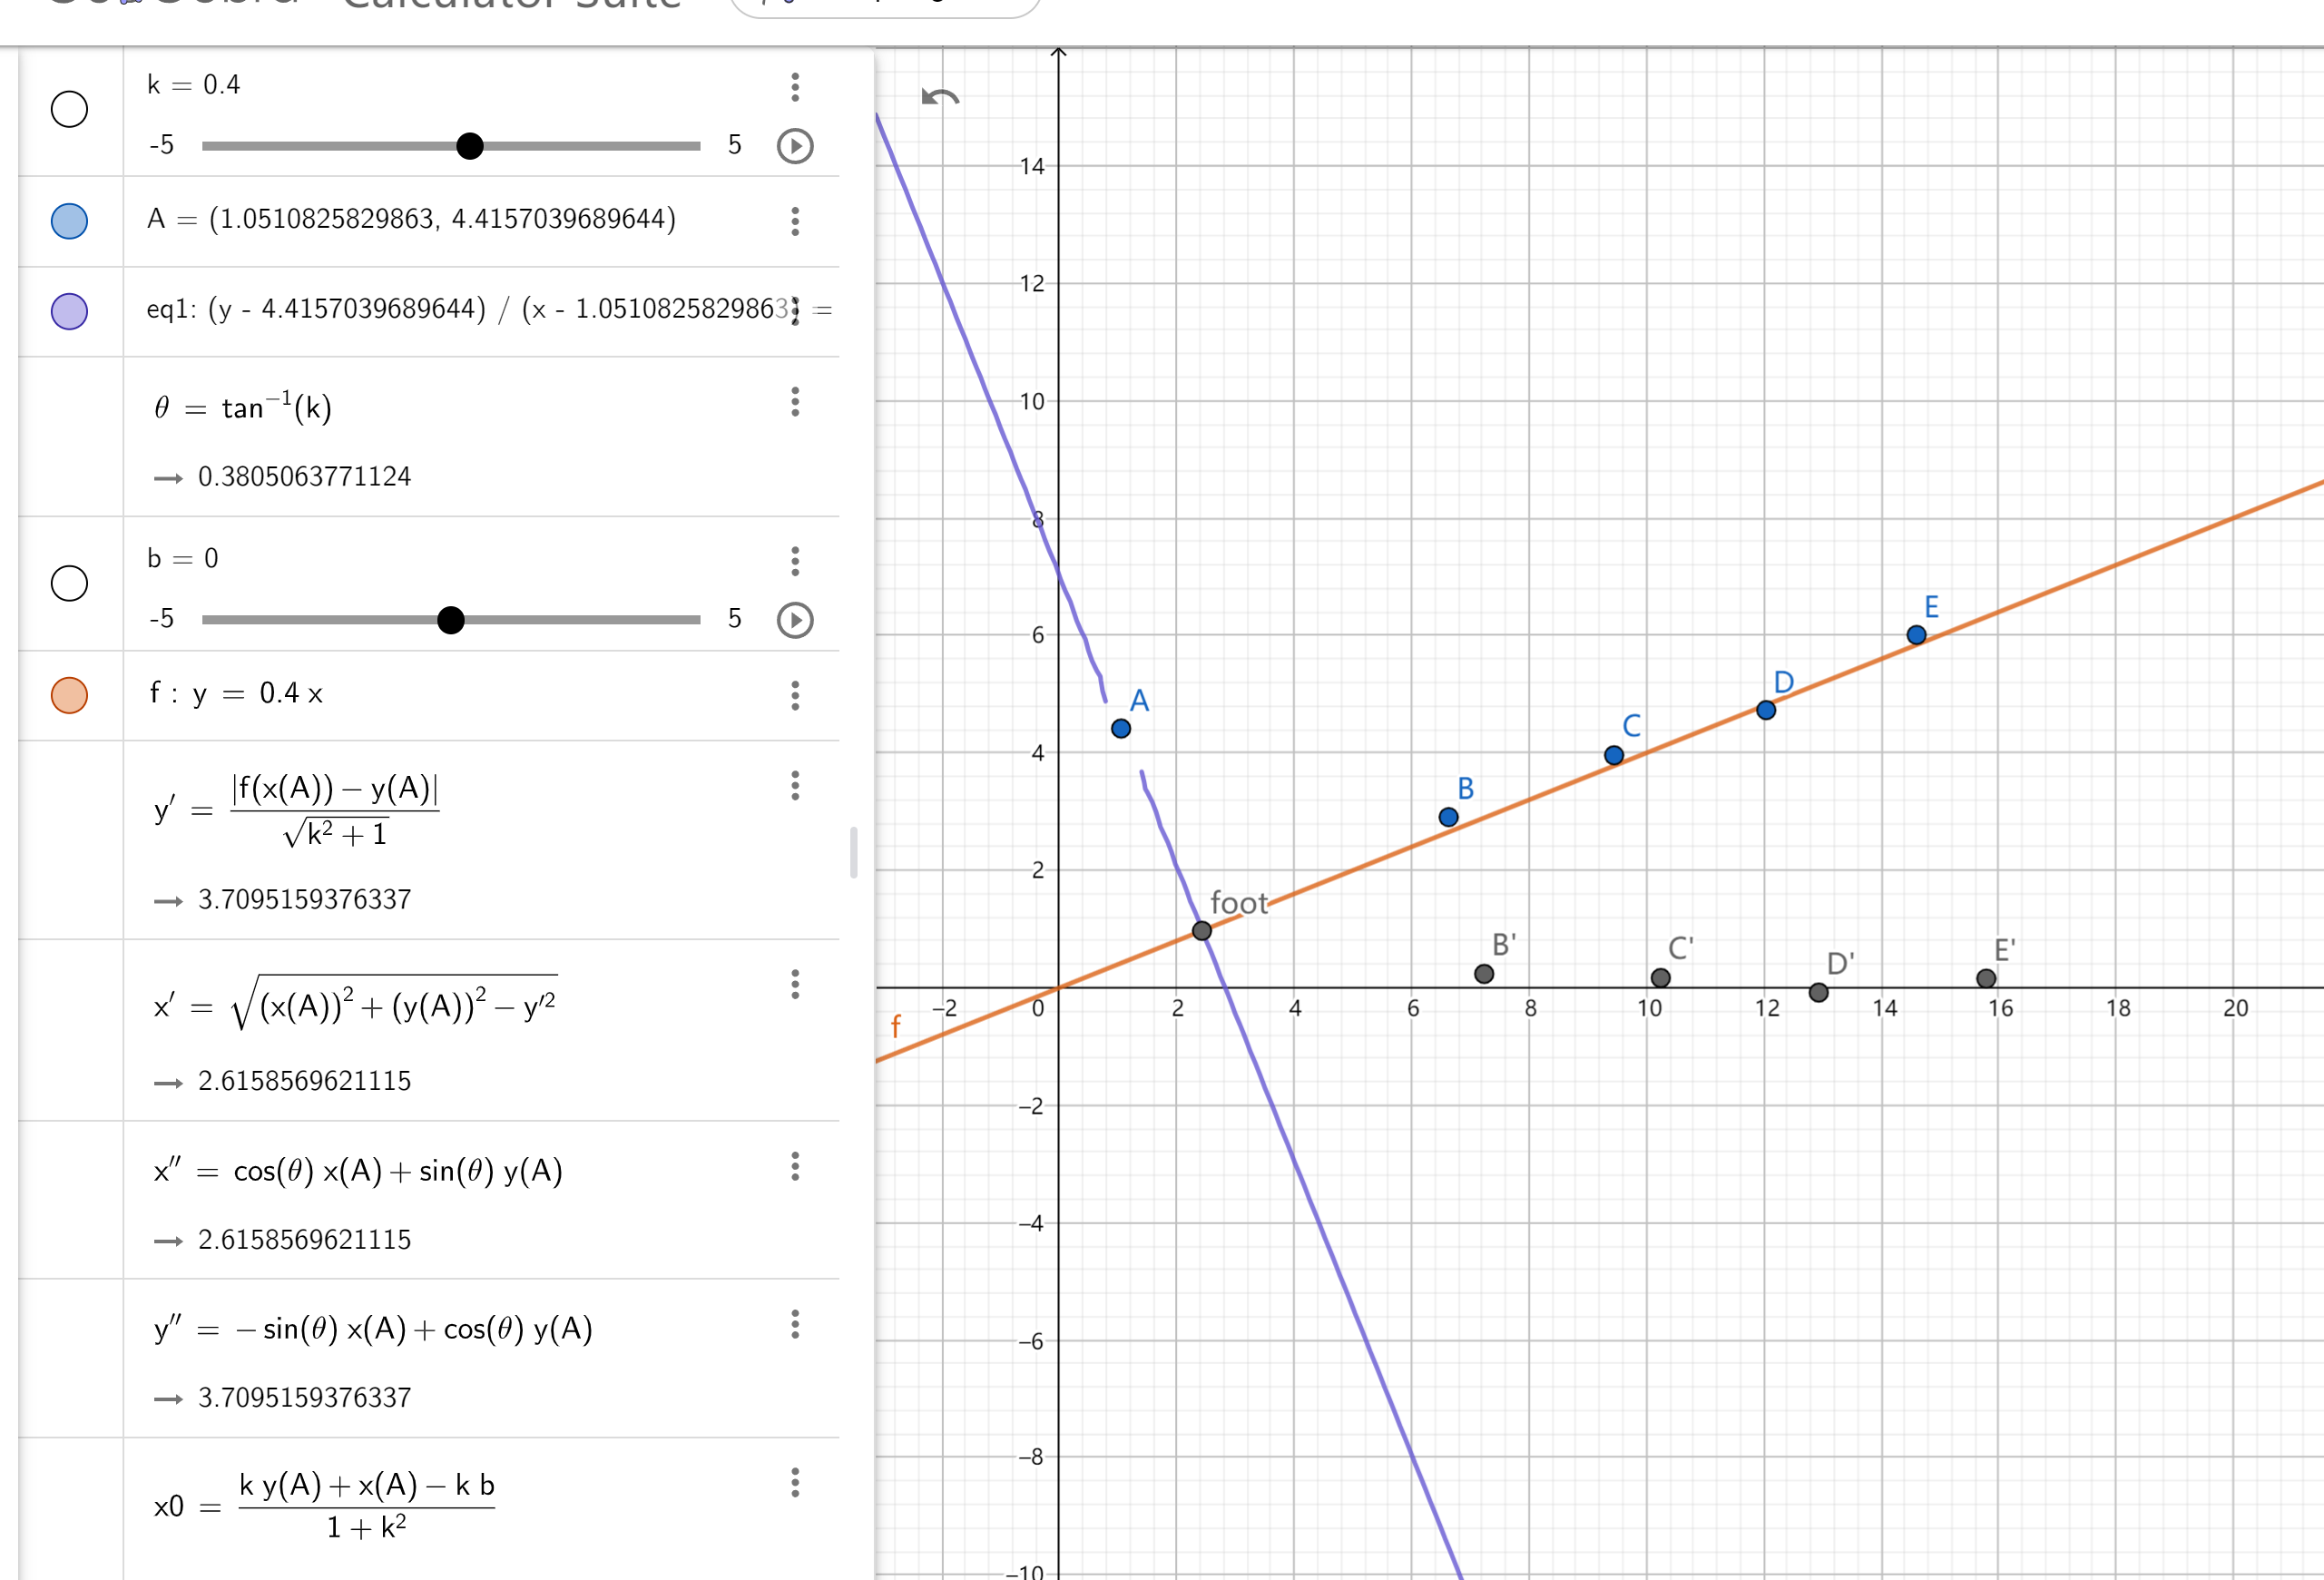 Calculator Suite
k = 0.4
-5 5
A = (1.0510825829863, 4.4157039689644)
eq1: (y - 4.4157039689644) / (x - 1.0510825829863) =
θ = tan⁻¹(k)
→ 0.3805063771124
b = 0
-5 5
f : y = 0.4 x
y′ = |f(x(A)) – y(A)| / √(k² + 1)
→ 3.7095159376337
x′ = √((x(A))² + (y(A))² – y′²)
→ 2.6158569621115
x″ = cos(θ) x(A) + sin(θ) y(A)
→ 2.6158569621115
y″ = – sin(θ) x(A) + cos(θ) y(A)
→ 3.7095159376337
x0 = (k y(A) + x(A) – k b) / (1 + k²)
14
12
10
8
6
4
2
–2 0 2 4 6 8 10 12 14 16 18 20
–2
–4
–6
–8
–10
A
B
C
D
E
foot
B'
C'
D'
E'
f